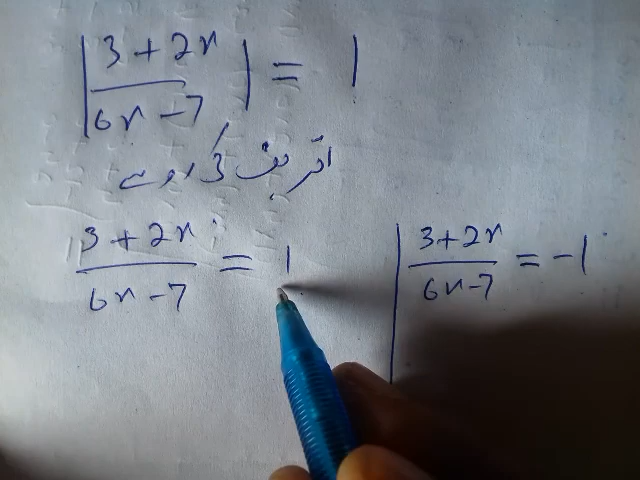 |3 + 2x / 6x - 7| = 1
3 + 2x / 6x - 7 = 1
3 + 2x / 6x - 7 = -1